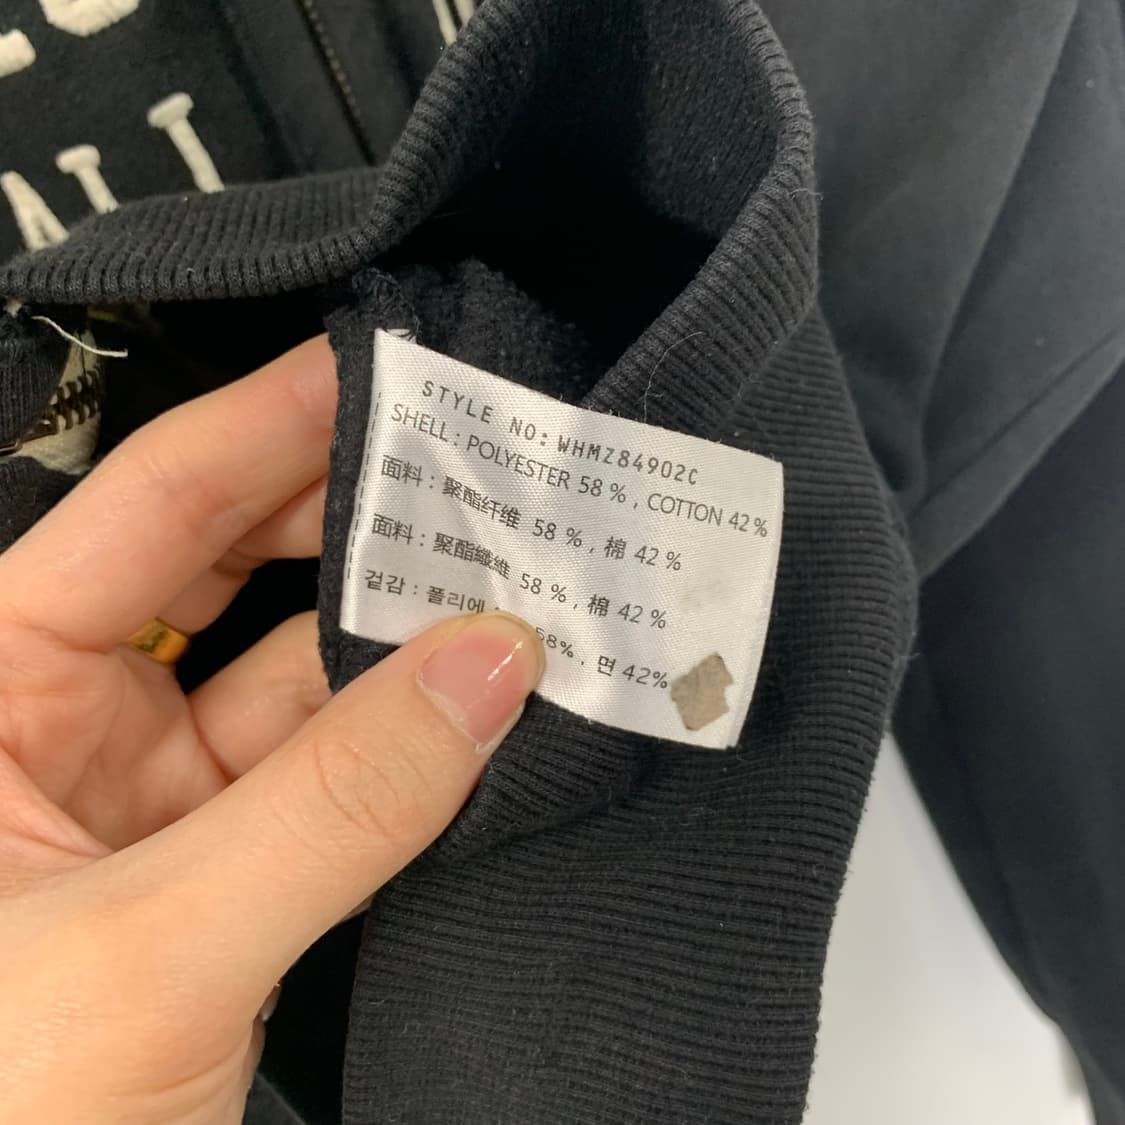 ALL
STYLE NO: WHMZ84902C
SHELL : POLYESTER 58 % , COTTON 42 %
面料 : 聚酯纤维 58 % , 棉 42 %
面料 : 聚酯纖維 58 % , 棉 42 %
겉감 : 폴리에 58% , 면 42%